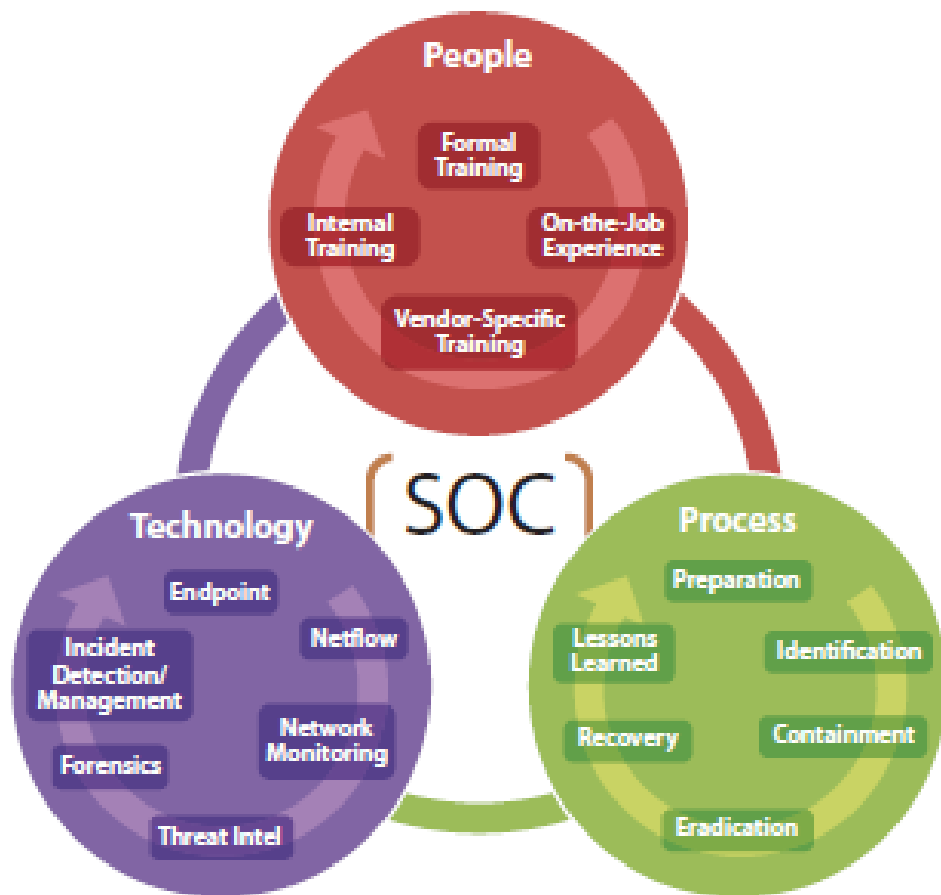 People
Formal
Training
On-the-Job
Experience
Vendor-Specific
Training
Internal
Training
SOC
Technology
Endpoint
Netflow
Network
Monitoring
Threat Intel
Forensics
Incident
Detection/
Management
Process
Preparation
Identification
Containment
Eradication
Recovery
Lessons
Learned